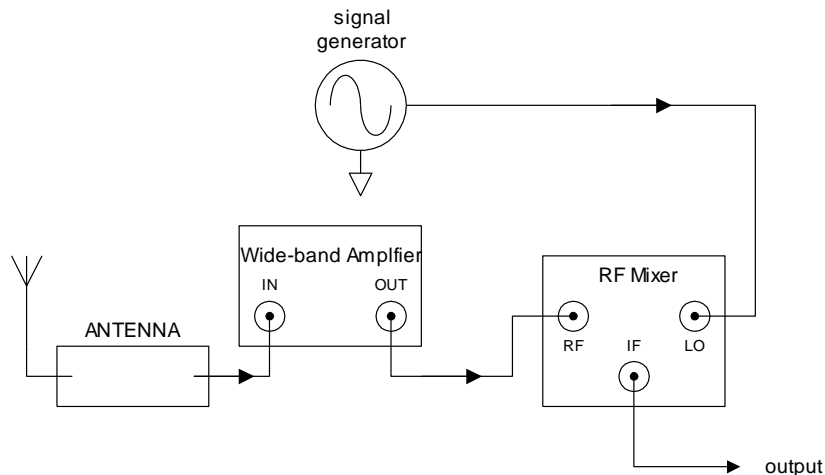 signal
generator
Wide-band Amplfier
IN
OUT
RF Mixer
RF
IF
LO
ANTENNA
output